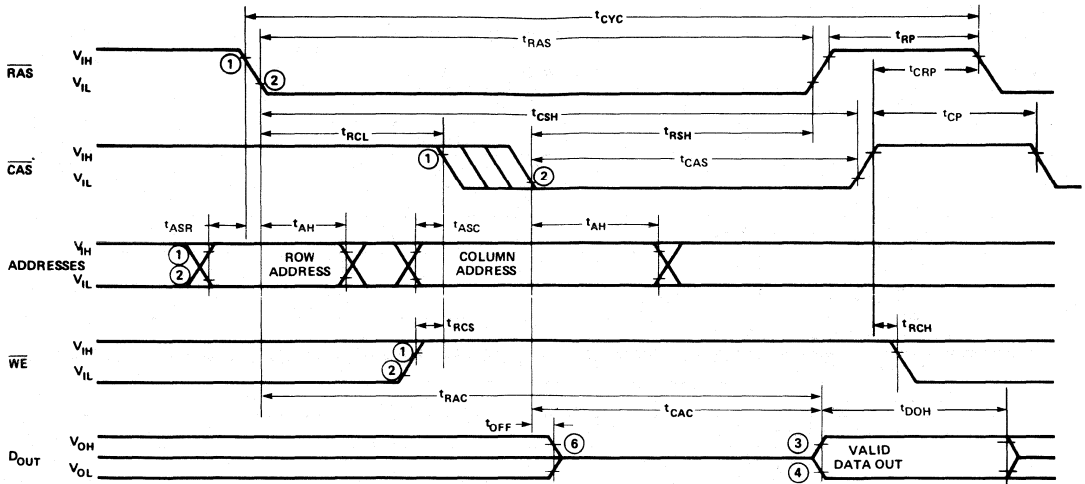 tCYC
tRAS
tRP
RAS
VIH
VIL
1
2
tCRP
tCSH
tRCL
tRSH
tCP
CAS
VIH
VIL
1
2
tCAS
tASR
tAH
tASC
tAH
ADDRESSES
VIH
VIL
1
2
ROW
ADDRESS
COLUMN
ADDRESS
tRCS
tRCH
WE
VIH
VIL
1
2
tRAC
tCAC
tDOH
tOFF
DOUT
VOH
VOL
6
3
4
VALID
DATA OUT